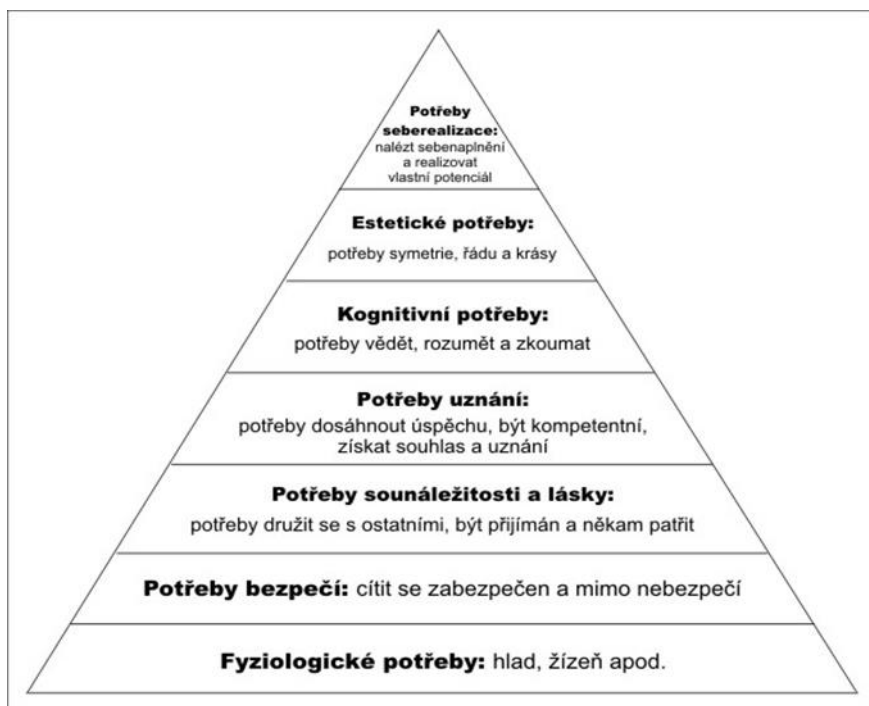 Potřeby
seberealizace:
nalézt sebenaplnění
a realizovat
vlastní potenciál
Estetické potřeby:
potřeby symetrie, řádu a krásy
Kognitivní potřeby:
potřeby vědět, rozumět a zkoumat
Potřeby uznání:
potřeby dosáhnout úspěchu, být kompetentní,
získat souhlas a uznání
Potřeby sounáležitosti a lásky:
potřeby družit se s ostatními, být přijímán a někam patřit
Potřeby bezpečí: cítit se zabezpečen a mimo nebezpečí
Fyziologické potřeby: hlad, žízeň apod.